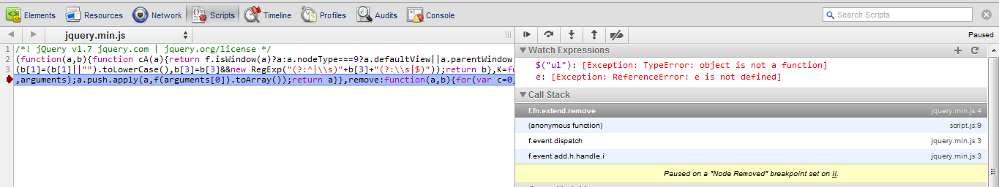 Elements Resources Network Scripts Timeline Profiles Audits Console Search Scripts
jquery.min.js Paused
1 /*! jQuery v1.7 jquery.com | jquery.org/license */
2 (function(a,b){function cA(a){return f.isWindow(a)?a:a.nodeType===9?a.defaultView||a.parentWindow
3 (b[1]=(b[1]||"").toLowerCase(),b[3]=b[3]&&new RegExp("(?:^|\\s)"+b[3]+"(?:\\s|$)"));return b},K=fu
,arguments);a.push.apply(a,f(arguments[0]).toArray());return a}},remove:function(a,b){for(var c=0,
Watch Expressions
$("ul"): [Exception: TypeError: object is not a function]
e: [Exception: ReferenceError: e is not defined]
Call Stack
f.fn.extend.remove jquery.min.js:4
(anonymous function) script.js:9
f.event.dispatch jquery.min.js:3
f.event.add.h.handle.i jquery.min.js:3
Paused on a "Node Removed" breakpoint set on li.